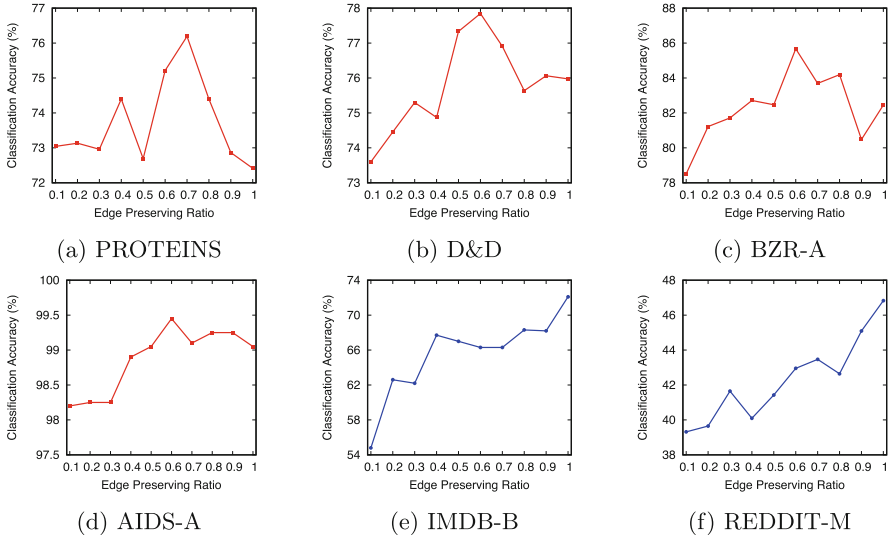 77
76
75
74
73
72
Classification Accuracy (%)
0.1 0.2 0.3 0.4 0.5 0.6 0.7 0.8 0.9 1
Edge Preserving Ratio
(a) PROTEINS
78
77
76
75
74
73
Classification Accuracy (%)
0.1 0.2 0.3 0.4 0.5 0.6 0.7 0.8 0.9 1
Edge Preserving Ratio
(b) D&D
88
86
84
82
80
78
Classification Accuracy (%)
0.1 0.2 0.3 0.4 0.5 0.6 0.7 0.8 0.9 1
Edge Preserving Ratio
(c) BZR-A
100
99.5
99
98.5
98
97.5
Classification Accuracy (%)
0.1 0.2 0.3 0.4 0.5 0.6 0.7 0.8 0.9 1
Edge Preserving Ratio
(d) AIDS-A
74
70
66
62
58
54
Classification Accuracy (%)
0.1 0.2 0.3 0.4 0.5 0.6 0.7 0.8 0.9 1
Edge Preserving Ratio
(e) IMDB-B
48
46
44
42
40
38
Classification Accuracy (%)
0.1 0.2 0.3 0.4 0.5 0.6 0.7 0.8 0.9 1
Edge Preserving Ratio
(f) REDDIT-M